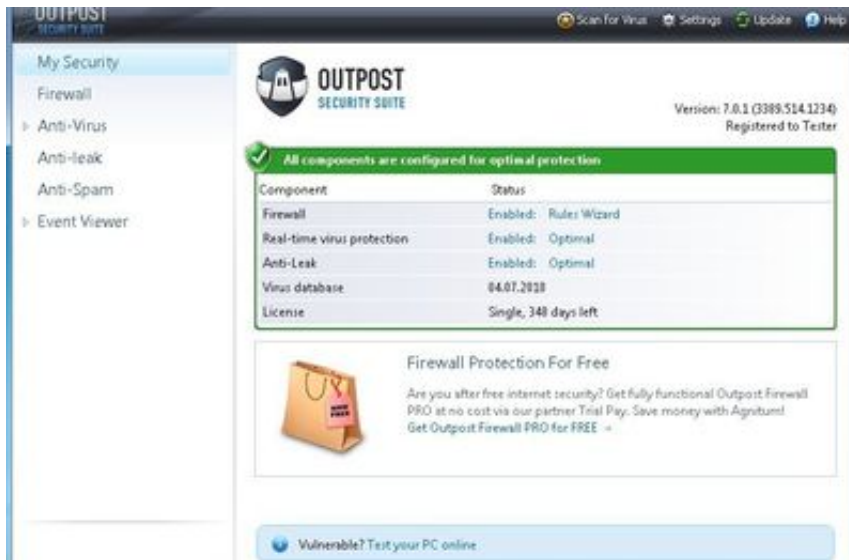 OUTPOST
SECURITY SUITE
Scan for Virus Settings Update Help
My Security
Firewall
Anti-Virus
Anti-leak
Anti-Spam
Event Viewer
OUTPOST
SECURITY SUITE
Version: 7.0.1 (3389.514.1234)
Registered to Tester
All components are configured for optimal protection
Component Status
Firewall Enabled: Rules Wizard
Real-time virus protection Enabled: Optimal
Anti-Leak Enabled: Optimal
Virus database 04.07.2010
License Single, 348 days left
Firewall Protection For Free
Are you after free internet security? Get fully functional Outpost Firewall
PRO at no cost via our partner Trial Pay. Save money with Agnitum!
Get Outpost Firewall PRO for FREE →
Vulnerable? Test your PC online